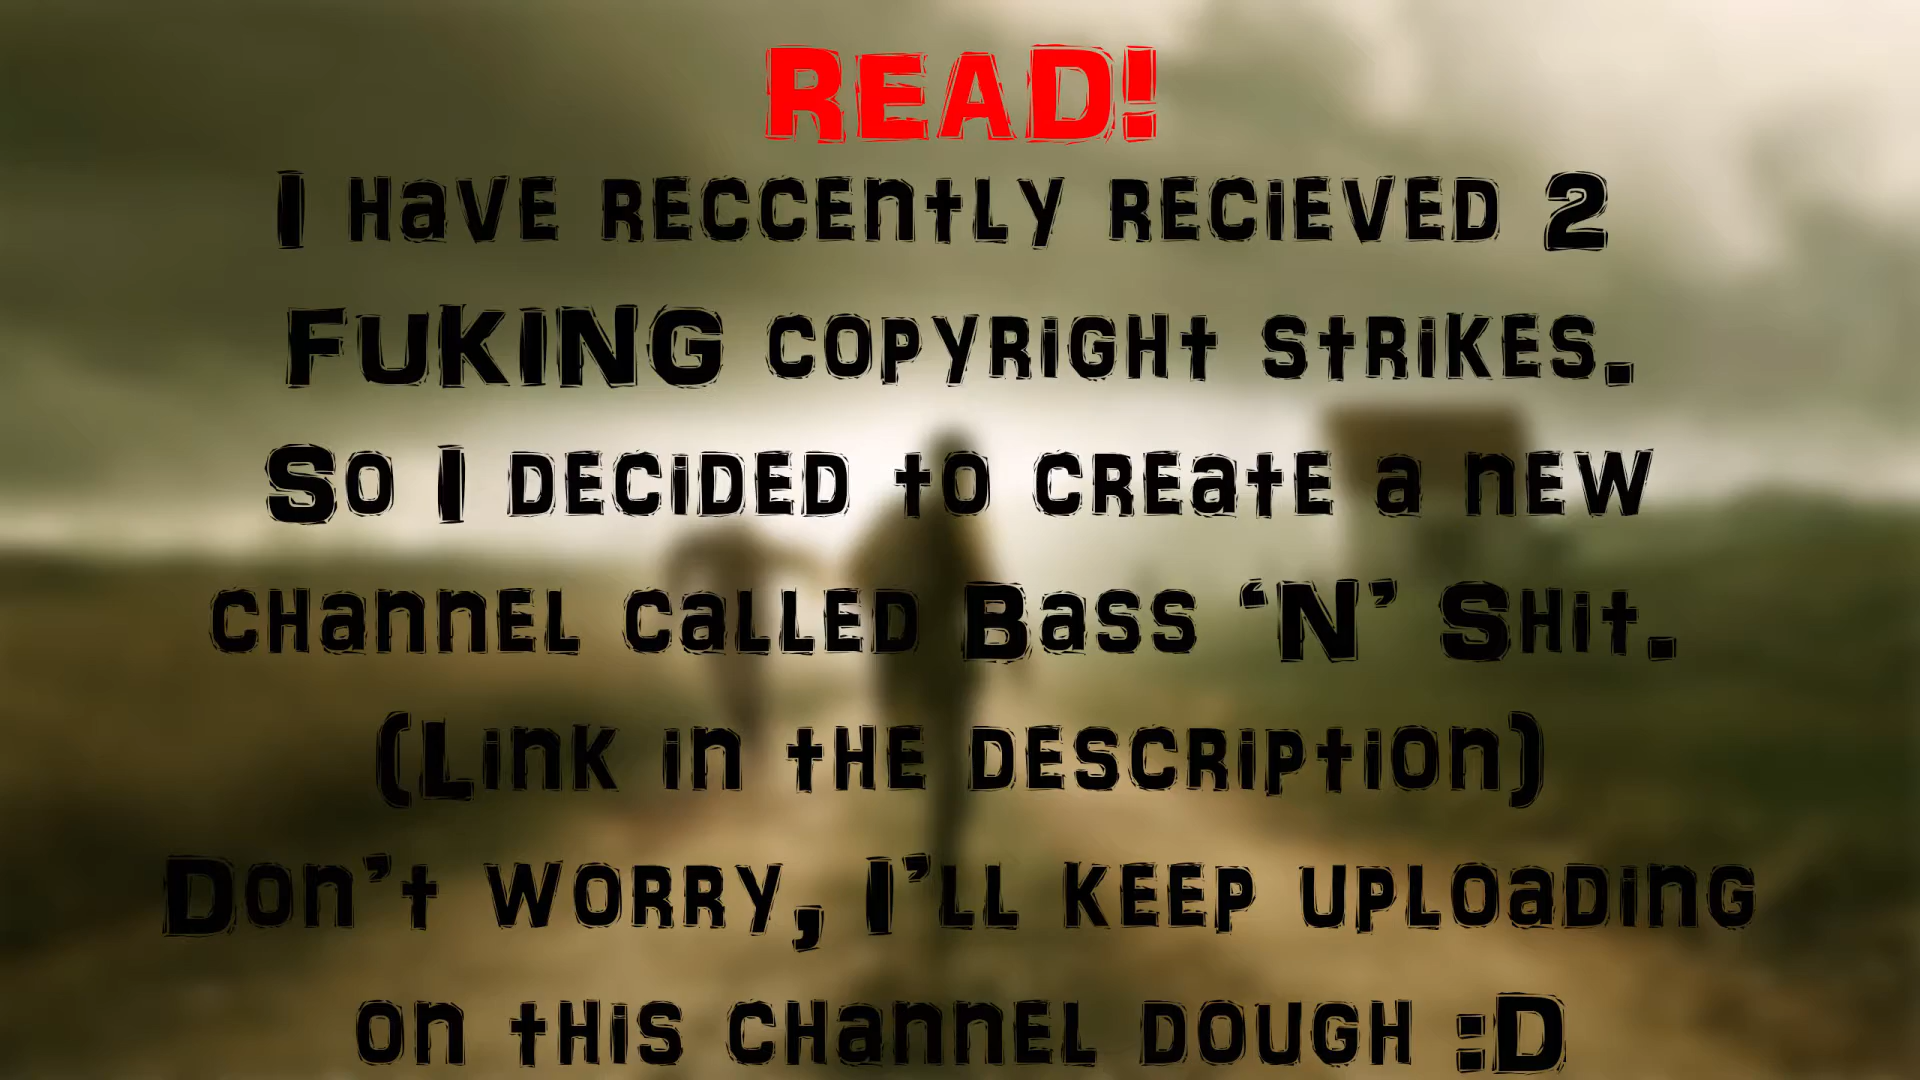 READ!
I have reccently recieved 2
FUKING copyright strikes.
So I decided to create a new
channel called Bass ‘N’ Shit.
(Link in the description)
Don’t worry, I’ll keep uploading
on this channel dough :D